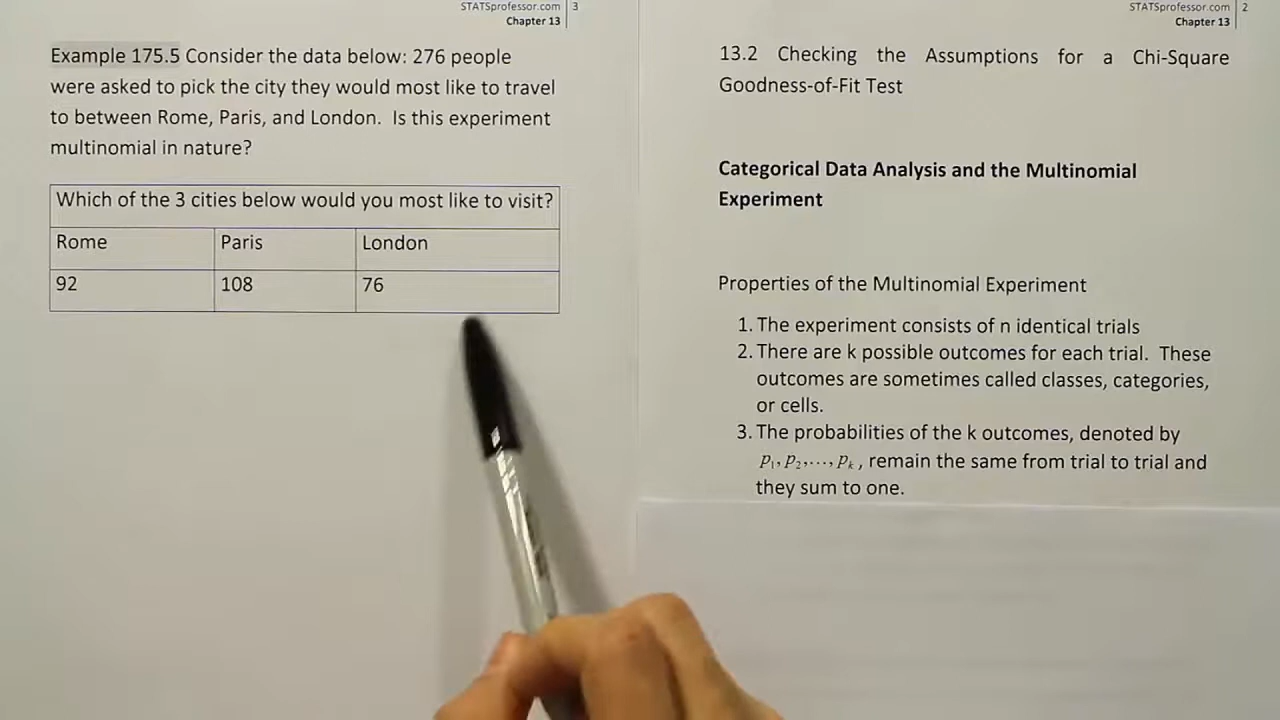 STATSprofessor.com 3
Chapter 13
Example 175.5 Consider the data below: 276 people
were asked to pick the city they would most like to travel
to between Rome, Paris, and London. Is this experiment
multinomial in nature?
Which of the 3 cities below would you most like to visit?
Rome Paris London
92 108 76
STATSprofessor.com 2
Chapter 13
13.2 Checking the Assumptions for a Chi-Square
Goodness-of-Fit Test
Categorical Data Analysis and the Multinomial
Experiment
Properties of the Multinomial Experiment
1. The experiment consists of n identical trials
2. There are k possible outcomes for each trial. These
outcomes are sometimes called classes, categories,
or cells.
3. The probabilities of the k outcomes, denoted by
p₁, p₂,..., pₖ, remain the same from trial to trial and
they sum to one.